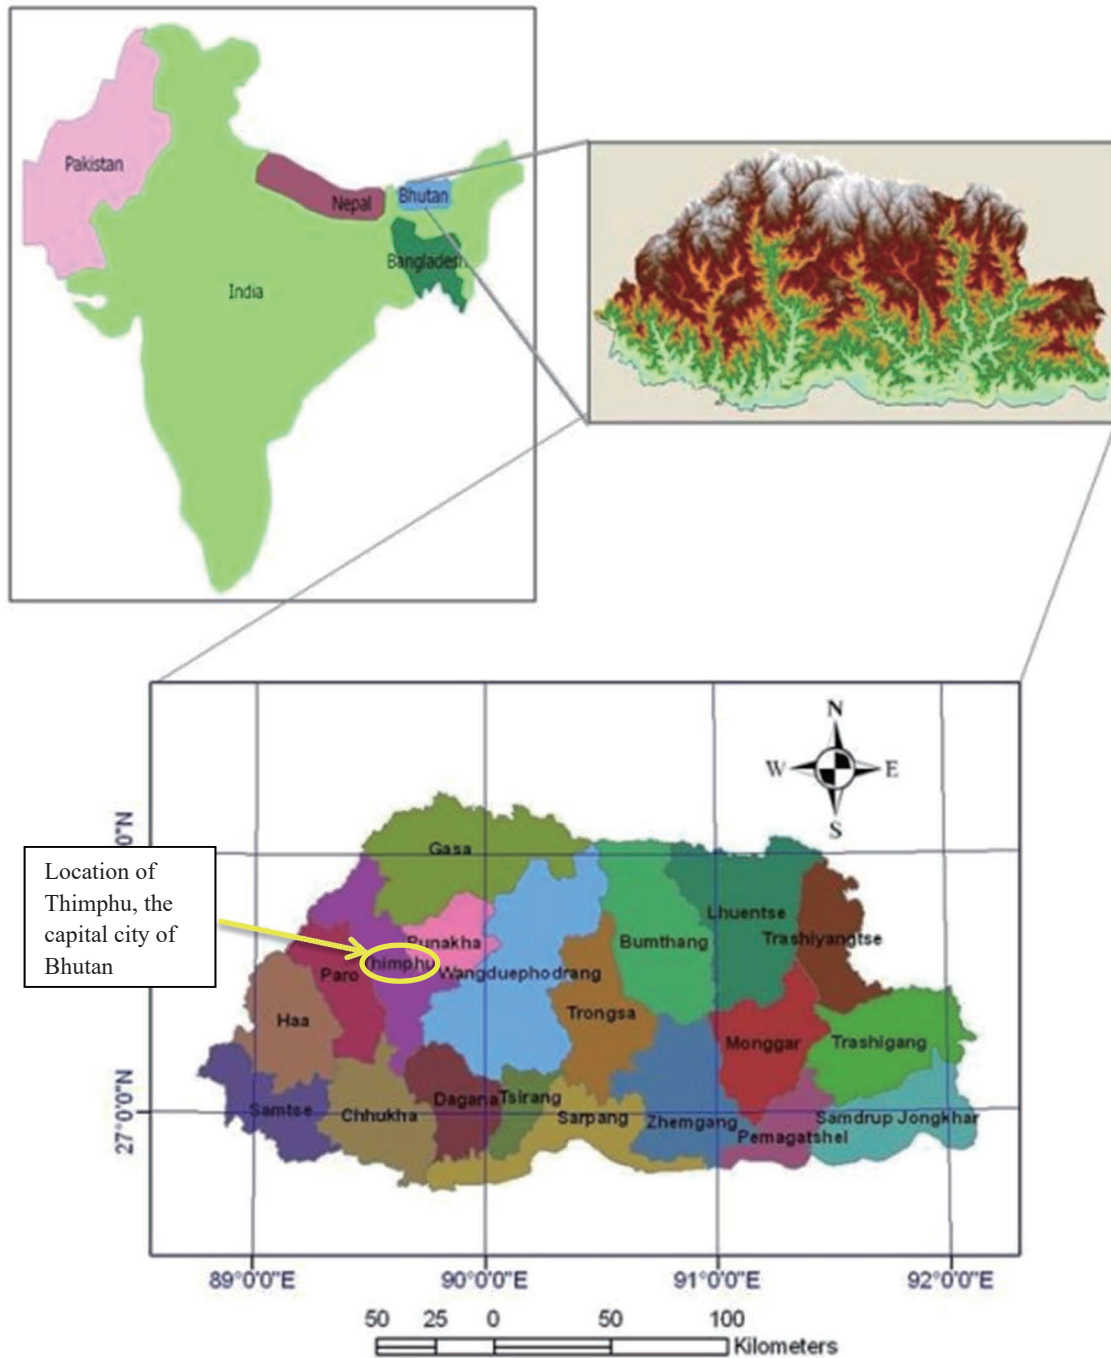 Pakistan
Nepal
Bhutan
Bangladesh
India
N
W
E
S
0"N
Location of
Thimphu, the
capital city of
Bhutan
Gasa
Punakha
Thimphu
Paro
Wangduephodrang
Bumthang
Lhuentse
Trashiyangtse
Haa
Trongsa
Monggar
Trashigang
Samtse
Chhukha
Dagana
Tsirang
Sarpang
Zhemgang
Pemagatshel
Samdrup Jongkhar
27°0'0"N
89°0'0"E
90°0'0"E
91°0'0"E
92°0'0"E
50 25 0 50 100
Kilometers